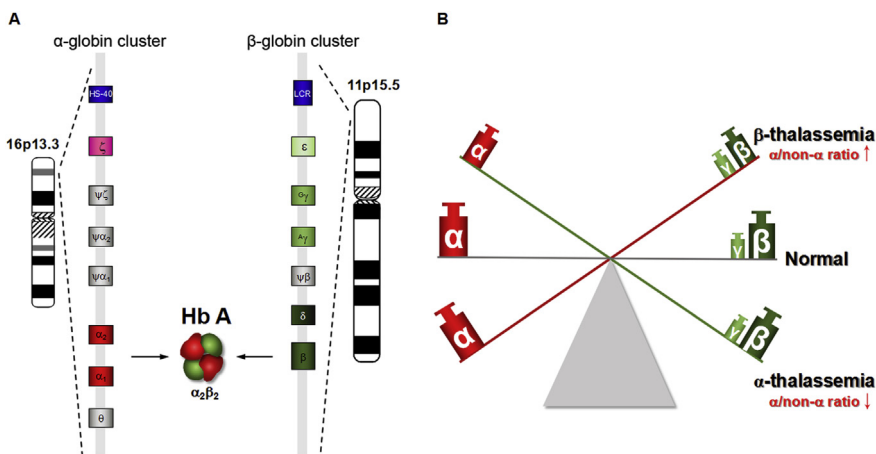 A
α-globin cluster
β-globin cluster
11p15.5
16p13.3
HS-40
ζ
ψζ
ψα₂
ψα₁
α₂
α₁
θ
LCR
ε
ᴳγ
ᴬγ
ψβ
δ
β
Hb A
α₂β₂
B
α
γ β
β-thalassemia
α/non-α ratio ↑
α
γ β
Normal
α
γ β
α-thalassemia
α/non-α ratio ↓